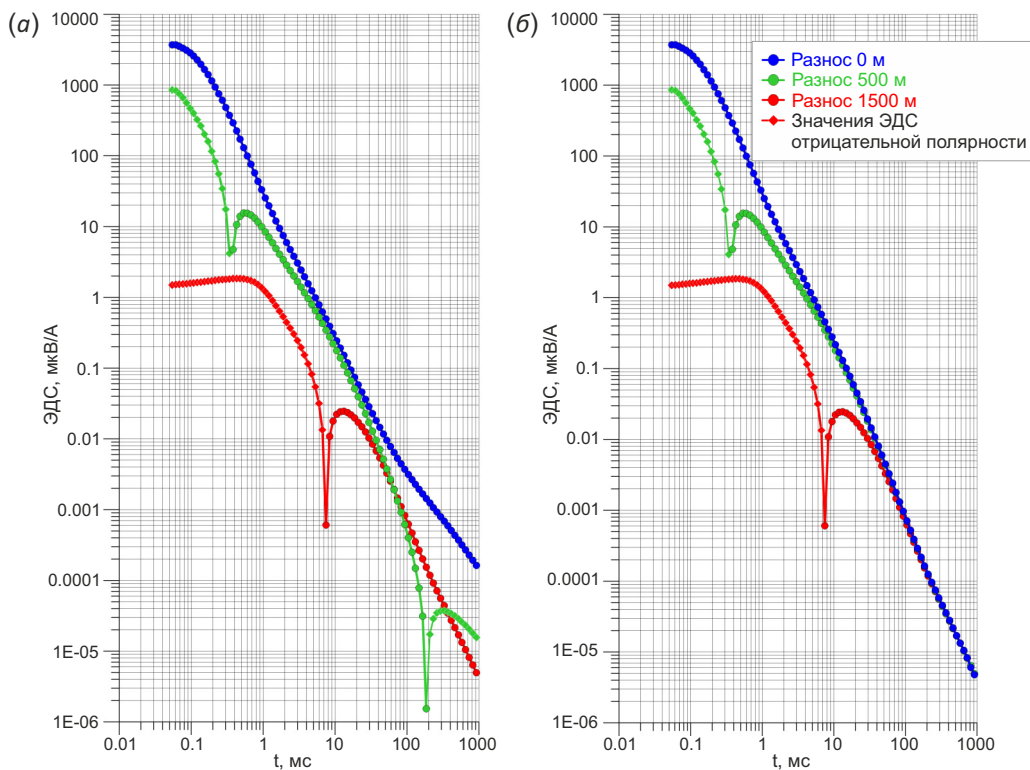 (а)
10000
1000
100
10
1
0.1
0.01
0.001
0.0001
1E-05
1E-06
ЭДС, мкВ/А
0.01
0.1
1
10
100
1000
t, мс
(б)
10000
1000
100
10
1
0.1
0.01
0.001
0.0001
1E-05
1E-06
ЭДС, мкВ/А
0.01
0.1
1
10
100
1000
t, мс
Разнос 0 м
Разнос 500 м
Разнос 1500 м
Значения ЭДС
отрицательной полярности